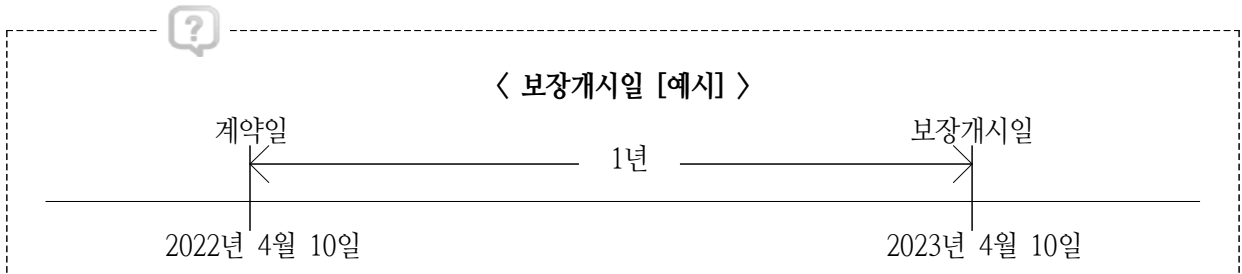 ?
< 보장개시일 [예시] >
계약일 보장개시일
1년
2022년 4월 10일 2023년 4월 10일